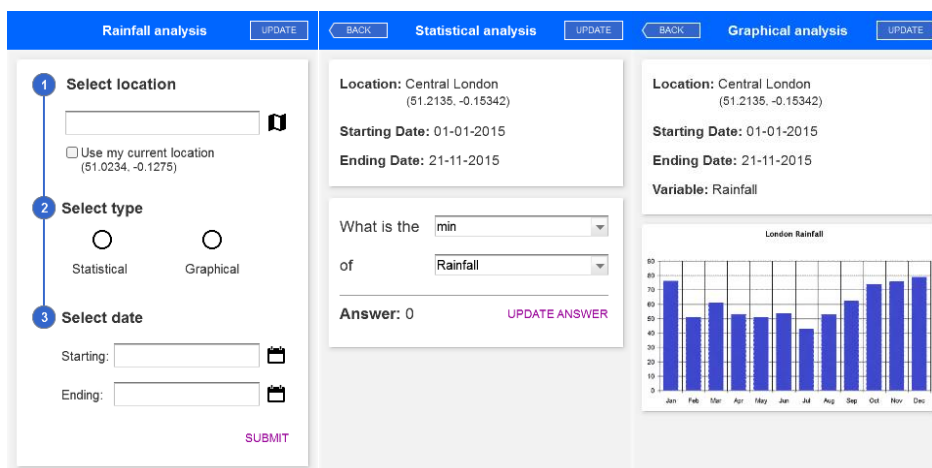 Rainfall analysis
UPDATE
1
Select location
Use my current location
(51.0234, -0.1275)
2
Select type
Statistical
Graphical
3
Select date
Starting:
Ending:
SUBMIT
BACK
Statistical analysis
UPDATE
Location: Central London
(51.2135, -0.15342)
Starting Date: 01-01-2015
Ending Date: 21-11-2015
What is the
min
of
Rainfall
Answer: 0
UPDATE ANSWER
BACK
Graphical analysis
UPDATE
Location: Central London
(51.2135, -0.15342)
Starting Date: 01-01-2015
Ending Date: 21-11-2015
Variable: Rainfall
London Rainfall
90
80
70
60
50
40
30
20
10
0
Jan Feb Mar Apr May Jun Jul Aug Sep Oct Nov Dec